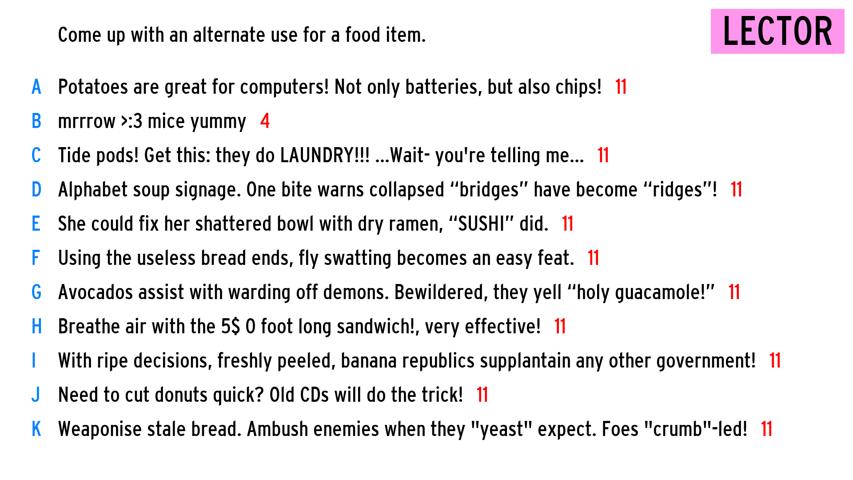 Come up with an alternate use for a food item.
LECTOR
A Potatoes are great for computers! Not only batteries, but also chips! 11
B mrrrow >:3 mice yummy 4
C Tide pods! Get this: they do LAUNDRY!!! ...Wait- you're telling me... 11
D Alphabet soup signage. One bite warns collapsed “bridges” have become “ridges”! 11
E She could fix her shattered bowl with dry ramen, “SUSHI” did. 11
F Using the useless bread ends, fly swatting becomes an easy feat. 11
G Avocados assist with warding off demons. Bewildered, they yell “holy guacamole!” 11
H Breathe air with the 5$ 0 foot long sandwich!, very effective! 11
I With ripe decisions, freshly peeled, banana republics supplantain any other government! 11
J Need to cut donuts quick? Old CDs will do the trick! 11
K Weaponise stale bread. Ambush enemies when they "yeast" expect. Foes "crumb"-led! 11